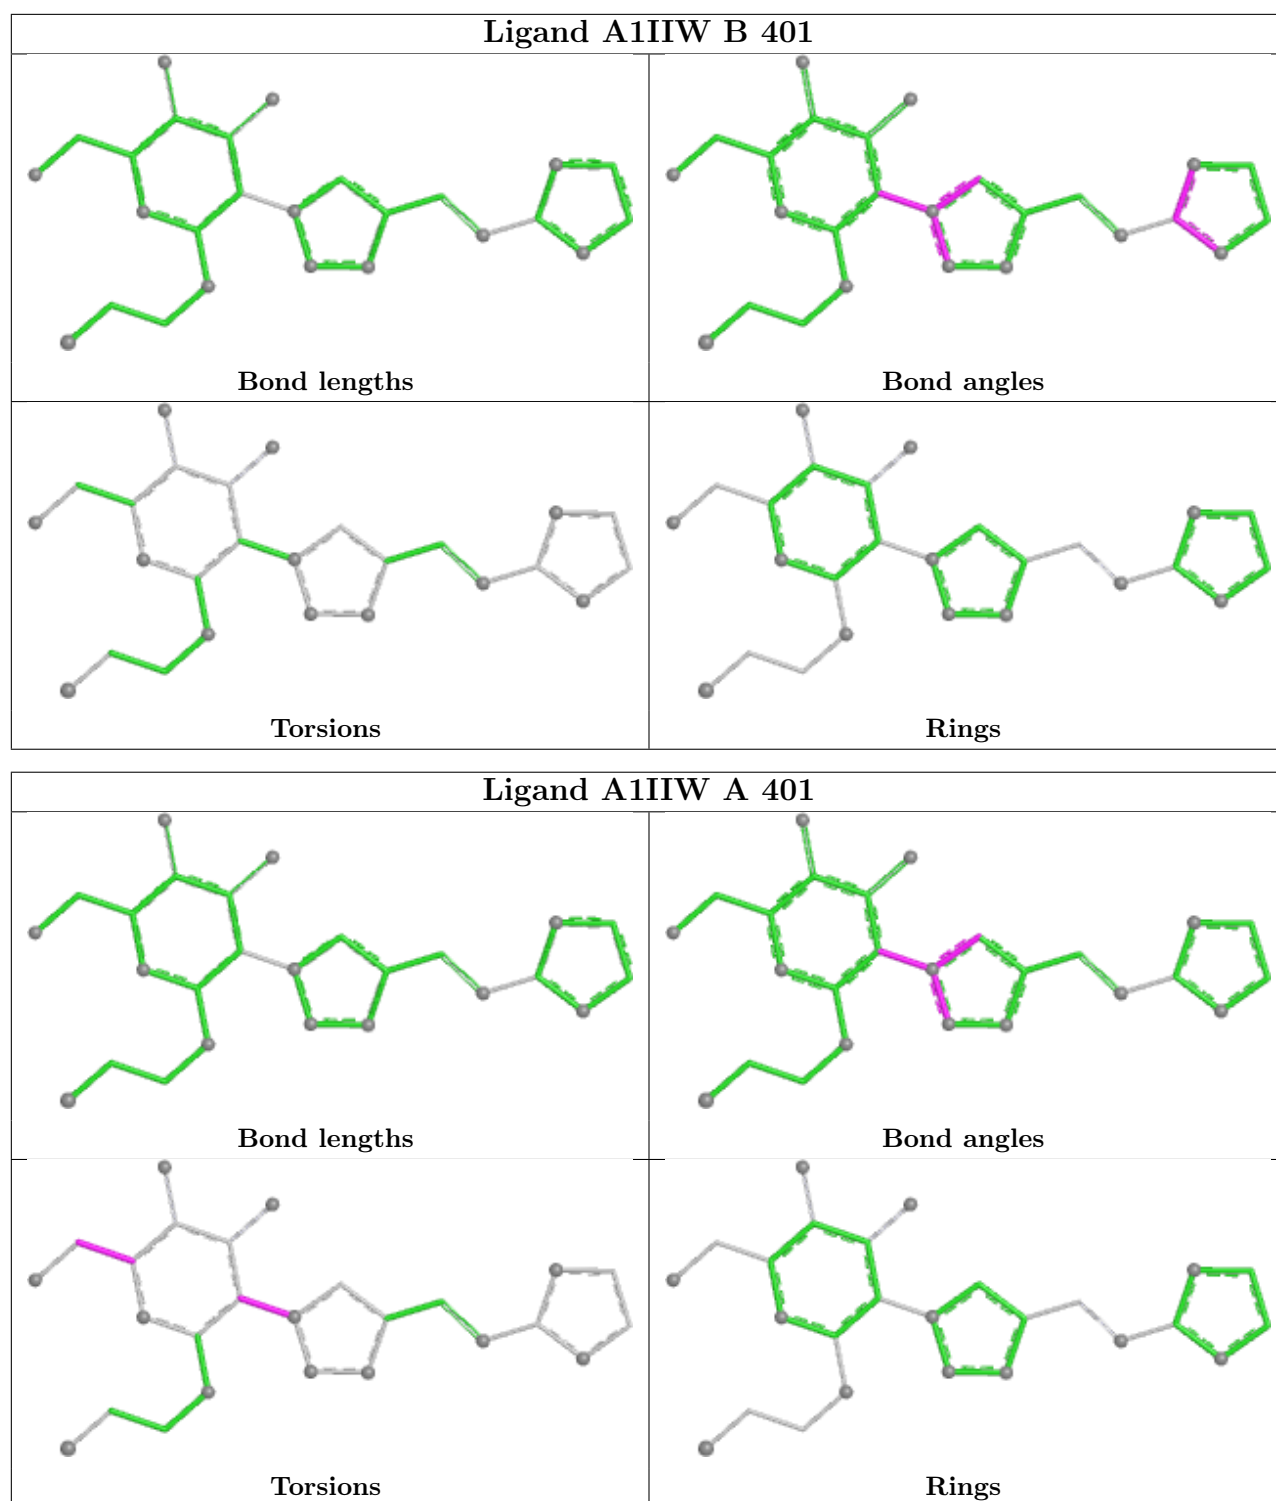 Ligand A1IIW B 401
Bond lengths
Bond angles
Torsions
Rings
Ligand A1IIW A 401
Bond lengths
Bond angles
Torsions
Rings